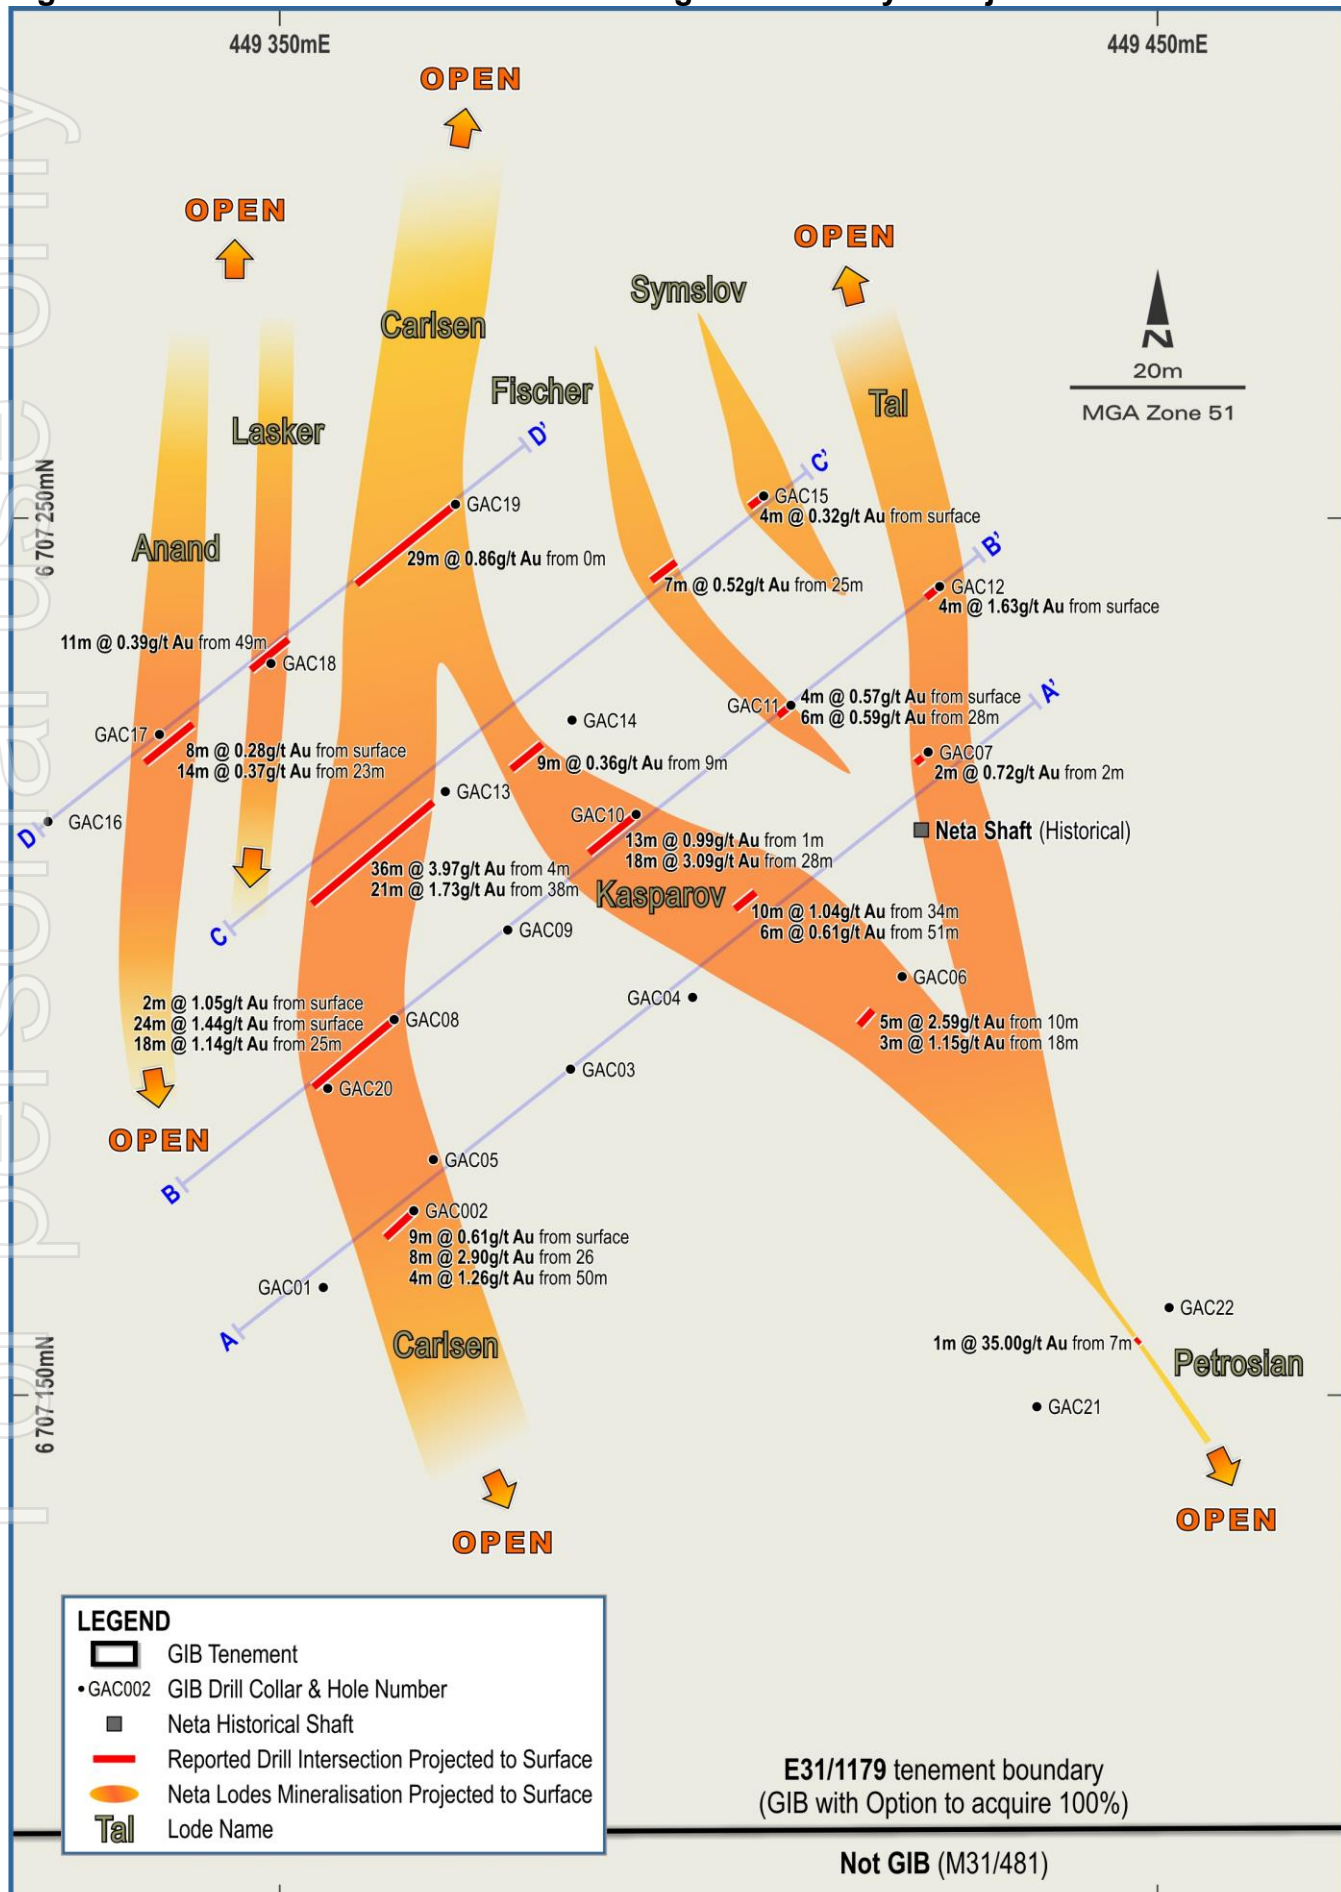 449 350mE
449 450mE
OPEN
OPEN
OPEN
Symslov
Carlsen
Fischer
Tal
Lasker
N
20m
MGA Zone 51
D'
C'
B'
A'
6 707 250mN
Anand
GAC19
29m @ 0.86g/t Au from 0m
GAC15
4m @ 0.32g/t Au from surface
7m @ 0.52g/t Au from 25m
GAC12
4m @ 1.63g/t Au from surface
11m @ 0.39g/t Au from 49m
GAC18
GAC17
8m @ 0.28g/t Au from surface
14m @ 0.37g/t Au from 23m
GAC14
9m @ 0.36g/t Au from 9m
GAC11
4m @ 0.57g/t Au from surface
6m @ 0.59g/t Au from 28m
GAC07
2m @ 0.72g/t Au from 2m
D
GAC16
GAC13
36m @ 3.97g/t Au from 4m
21m @ 1.73g/t Au from 38m
GAC10
13m @ 0.99g/t Au from 1m
18m @ 3.09g/t Au from 28m
Kasparov
Neta Shaft (Historical)
10m @ 1.04g/t Au from 34m
6m @ 0.61g/t Au from 51m
C
GAC09
GAC04
GAC06
5m @ 2.59g/t Au from 10m
3m @ 1.15g/t Au from 18m
2m @ 1.05g/t Au from surface
24m @ 1.44g/t Au from surface
18m @ 1.14g/t Au from 25m
GAC08
GAC20
GAC03
OPEN
B
GAC05
GAC002
9m @ 0.61g/t Au from surface
8m @ 2.90g/t Au from 26
4m @ 1.26g/t Au from 50m
GAC01
A
Carlsen
GAC22
1m @ 35.00g/t Au from 7m
Petrosian
GAC21
6 707 150mN
OPEN
OPEN
LEGEND
GIB Tenement
GAC002 GIB Drill Collar & Hole Number
Neta Historical Shaft
Reported Drill Intersection Projected to Surface
Neta Lodes Mineralisation Projected to Surface
Tal Lode Name
E31/1179 tenement boundary
(GIB with Option to acquire 100%)
Not GIB (M31/481)
personal use only